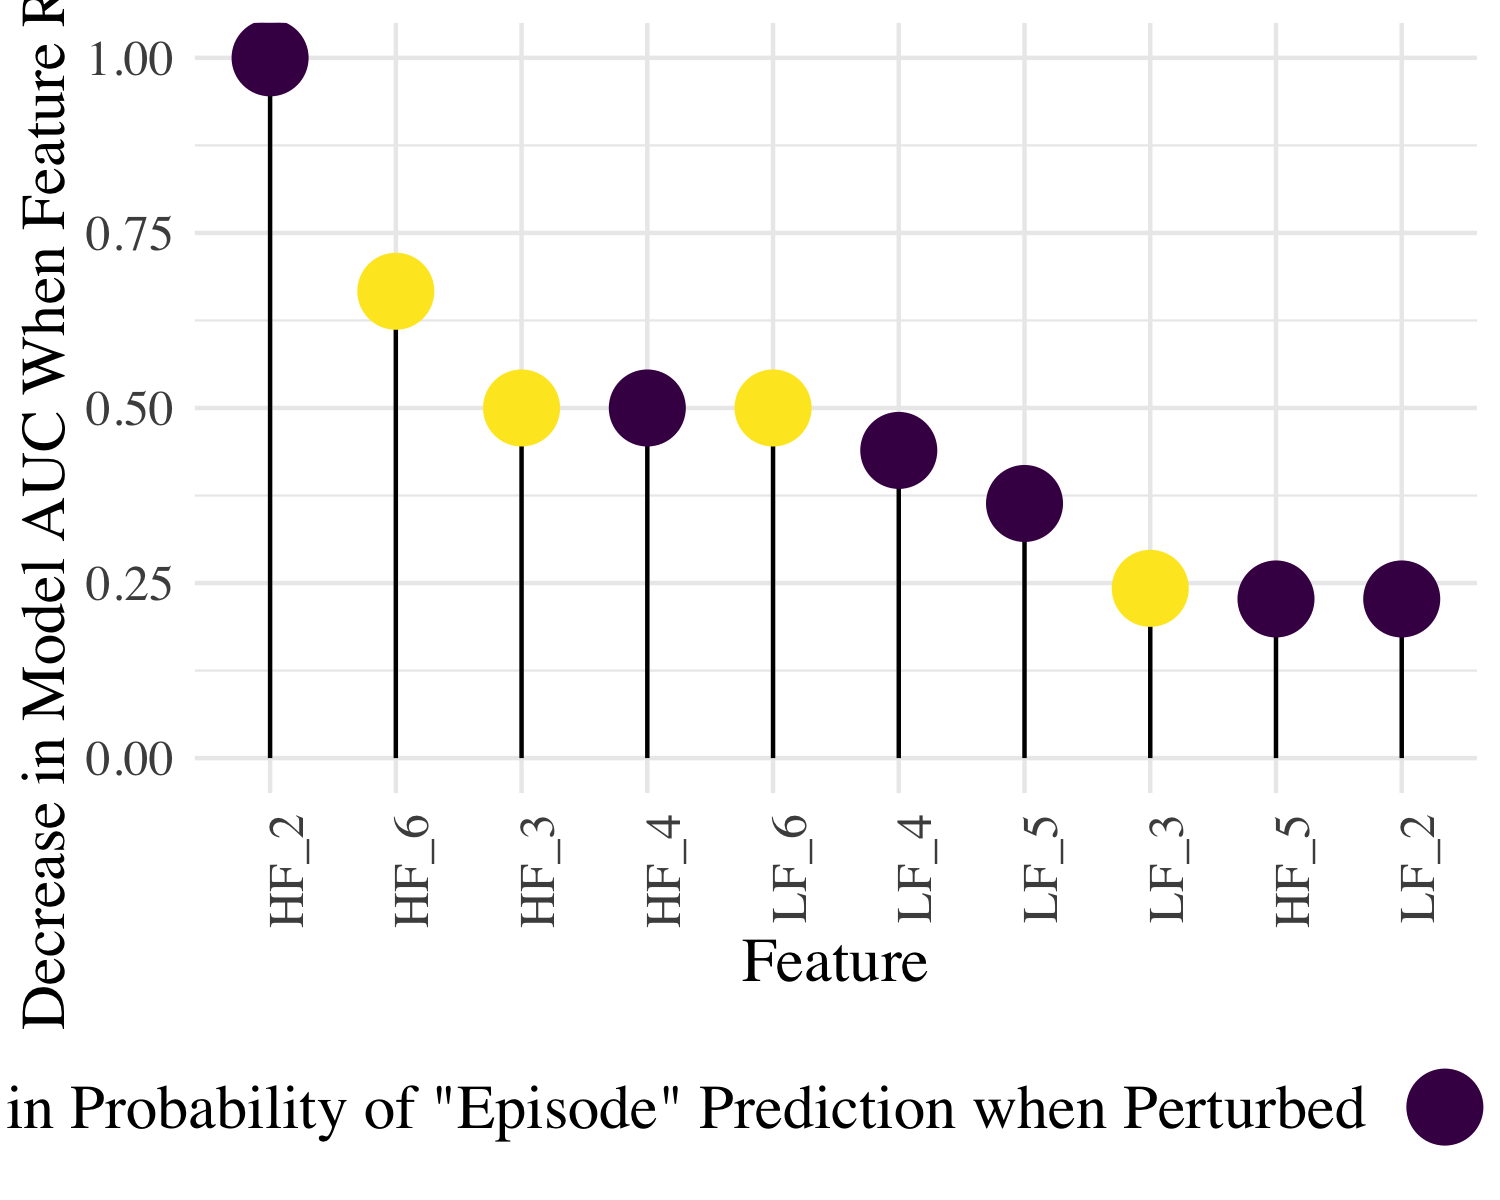 Decrease in Model AUC When Feature R
1.00
0.75
0.50
0.25
0.00
HF_2
HF_6
HF_3
HF_4
LF_6
LF_4
LF_5
LF_3
HF_5
LF_2
Feature
in Probability of "Episode" Prediction when Perturbed